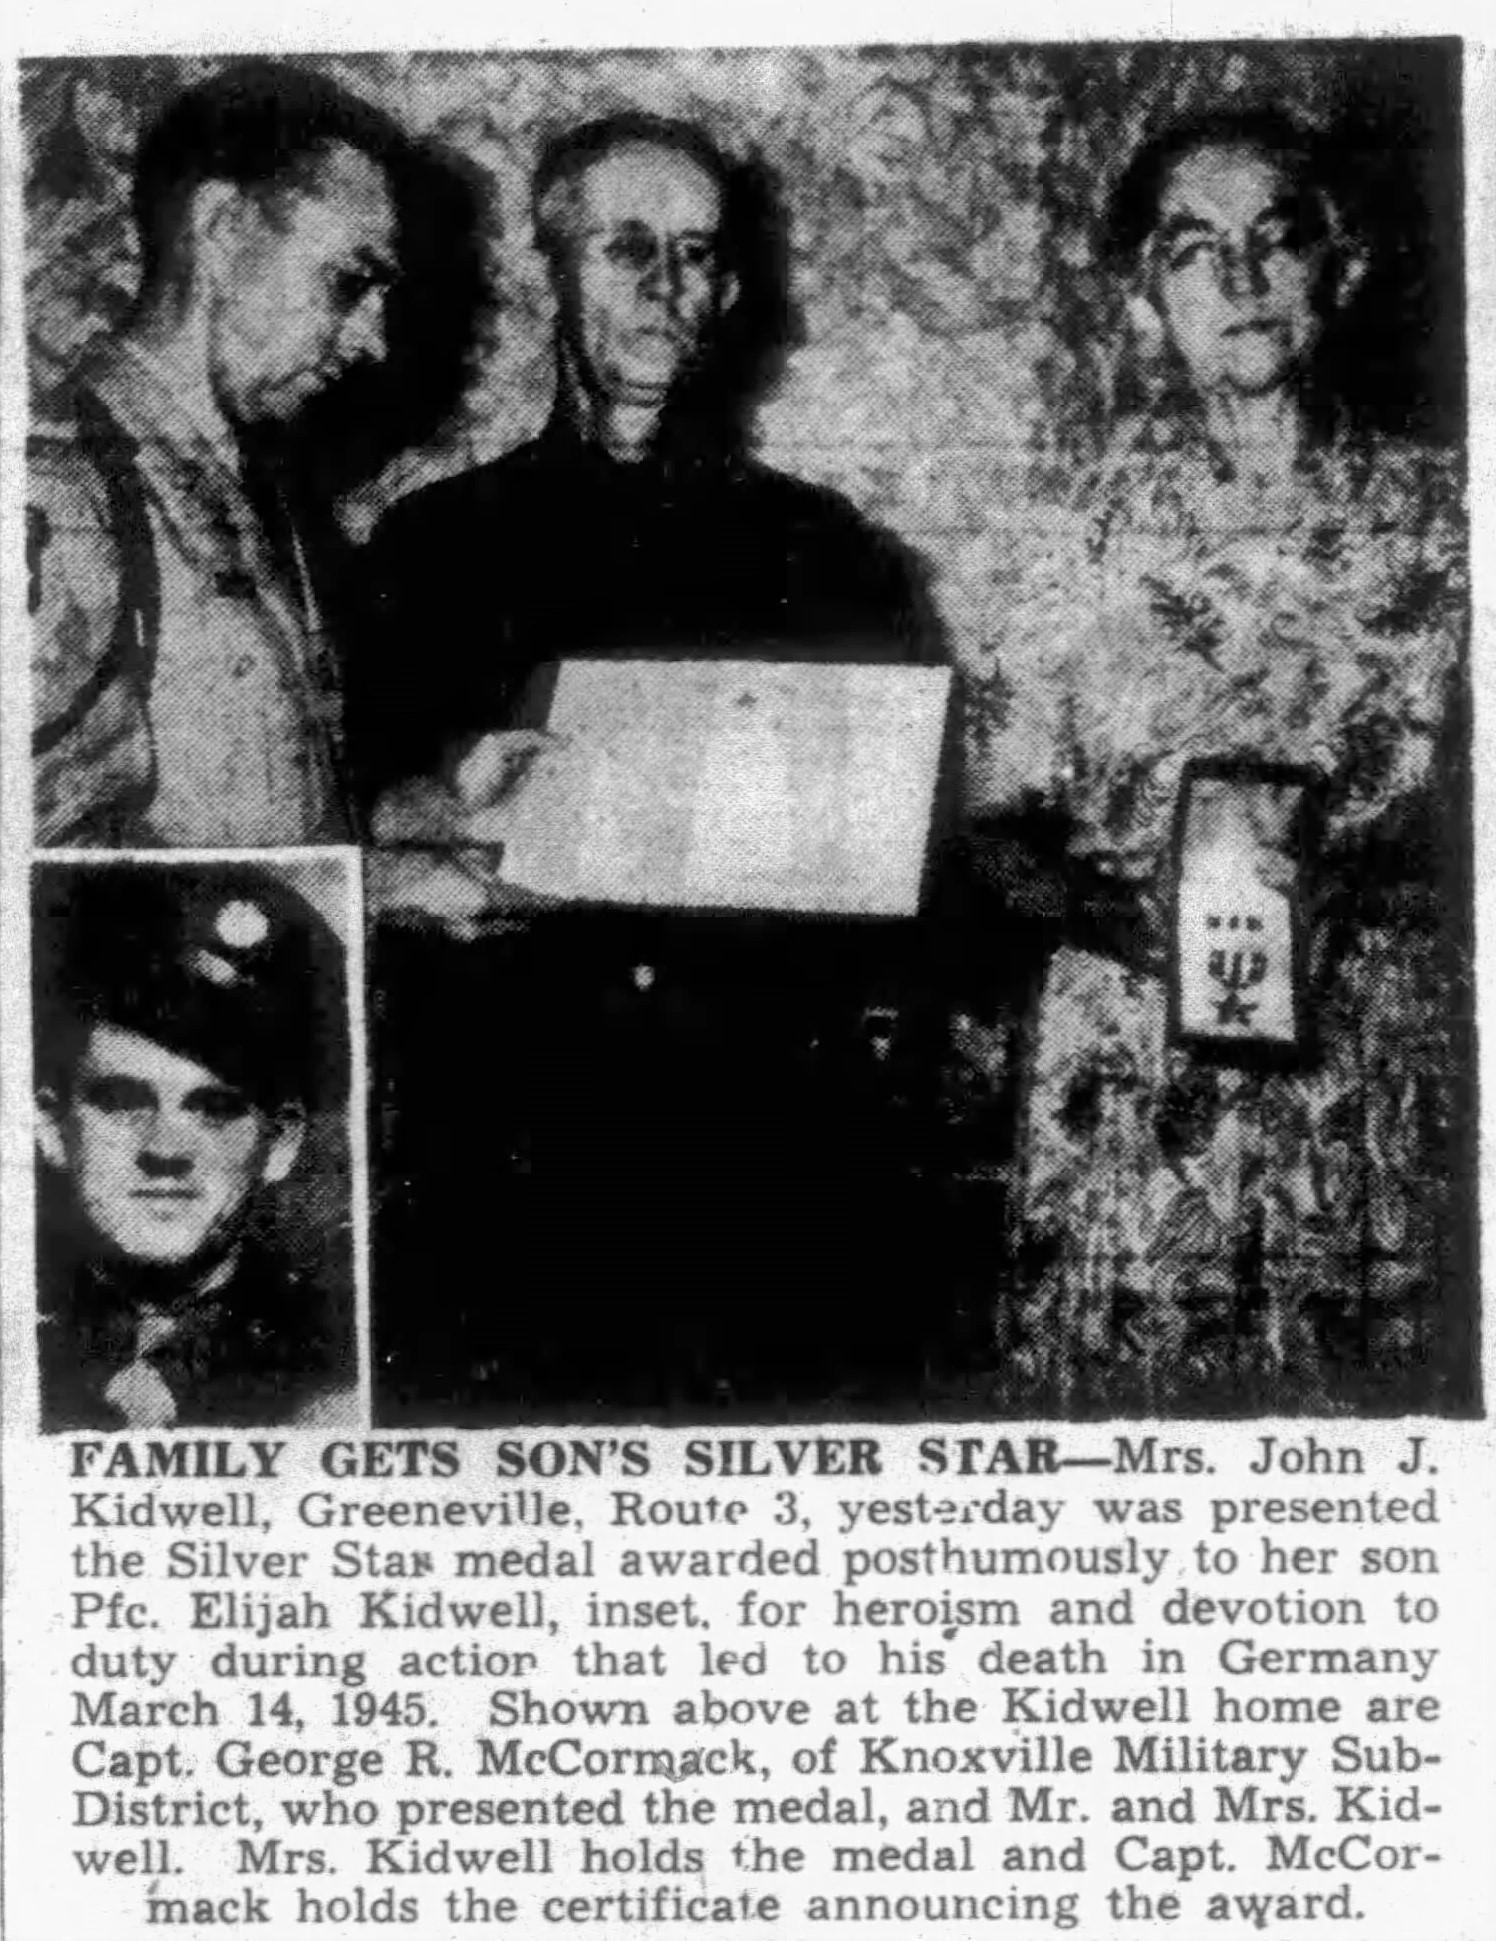 FAMILY GETS SON'S SILVER STAR—Mrs. John J.
Kidwell, Greeneville, Route 3, yesterday was presented
the Silver Star medal awarded posthumously to her son
Pfc. Elijah Kidwell, inset, for heroism and devotion to
duty during action that led to his death in Germany
March 14, 1945. Shown above at the Kidwell home are
Capt. George R. McCormack, of Knoxville Military Sub-
District, who presented the medal, and Mr. and Mrs. Kid-
well. Mrs. Kidwell holds the medal and Capt. McCor-
mack holds the certificate announcing the award.